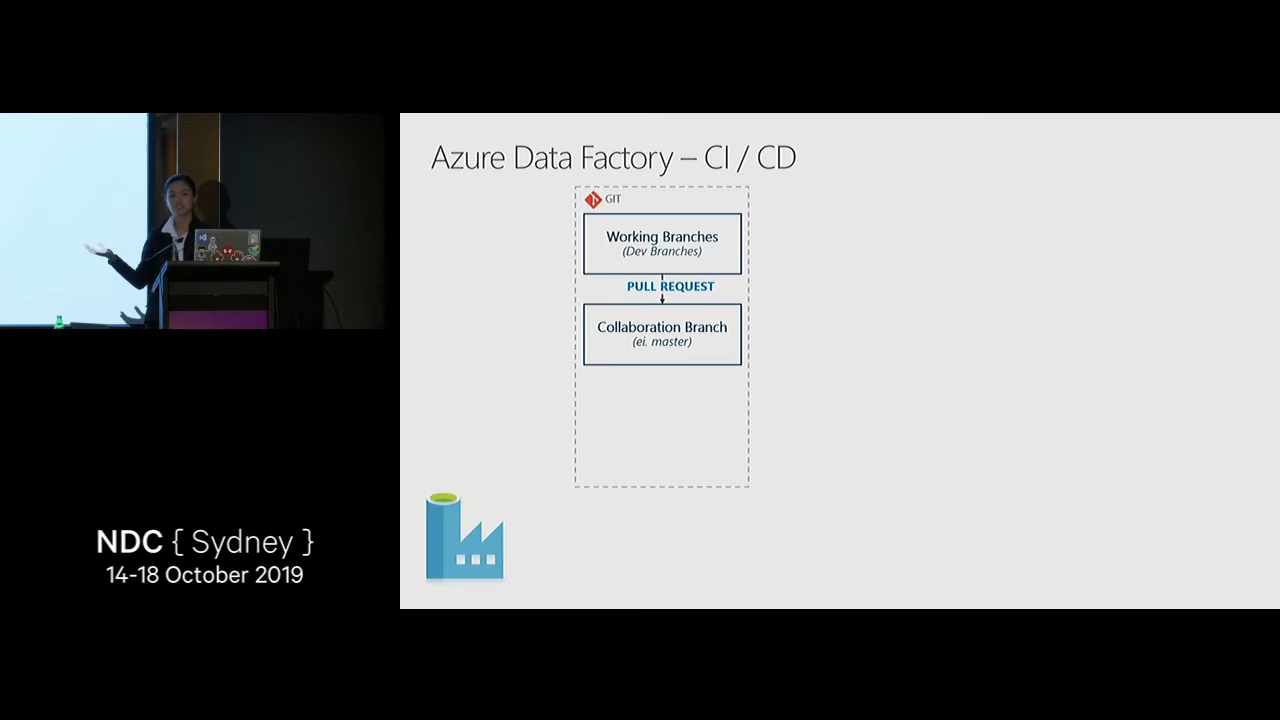 Azure Data Factory – CI / CD
GIT
Working Branches
(Dev Branches)
PULL REQUEST
Collaboration Branch
(ei. master)
NDC { Sydney }
14-18 October 2019